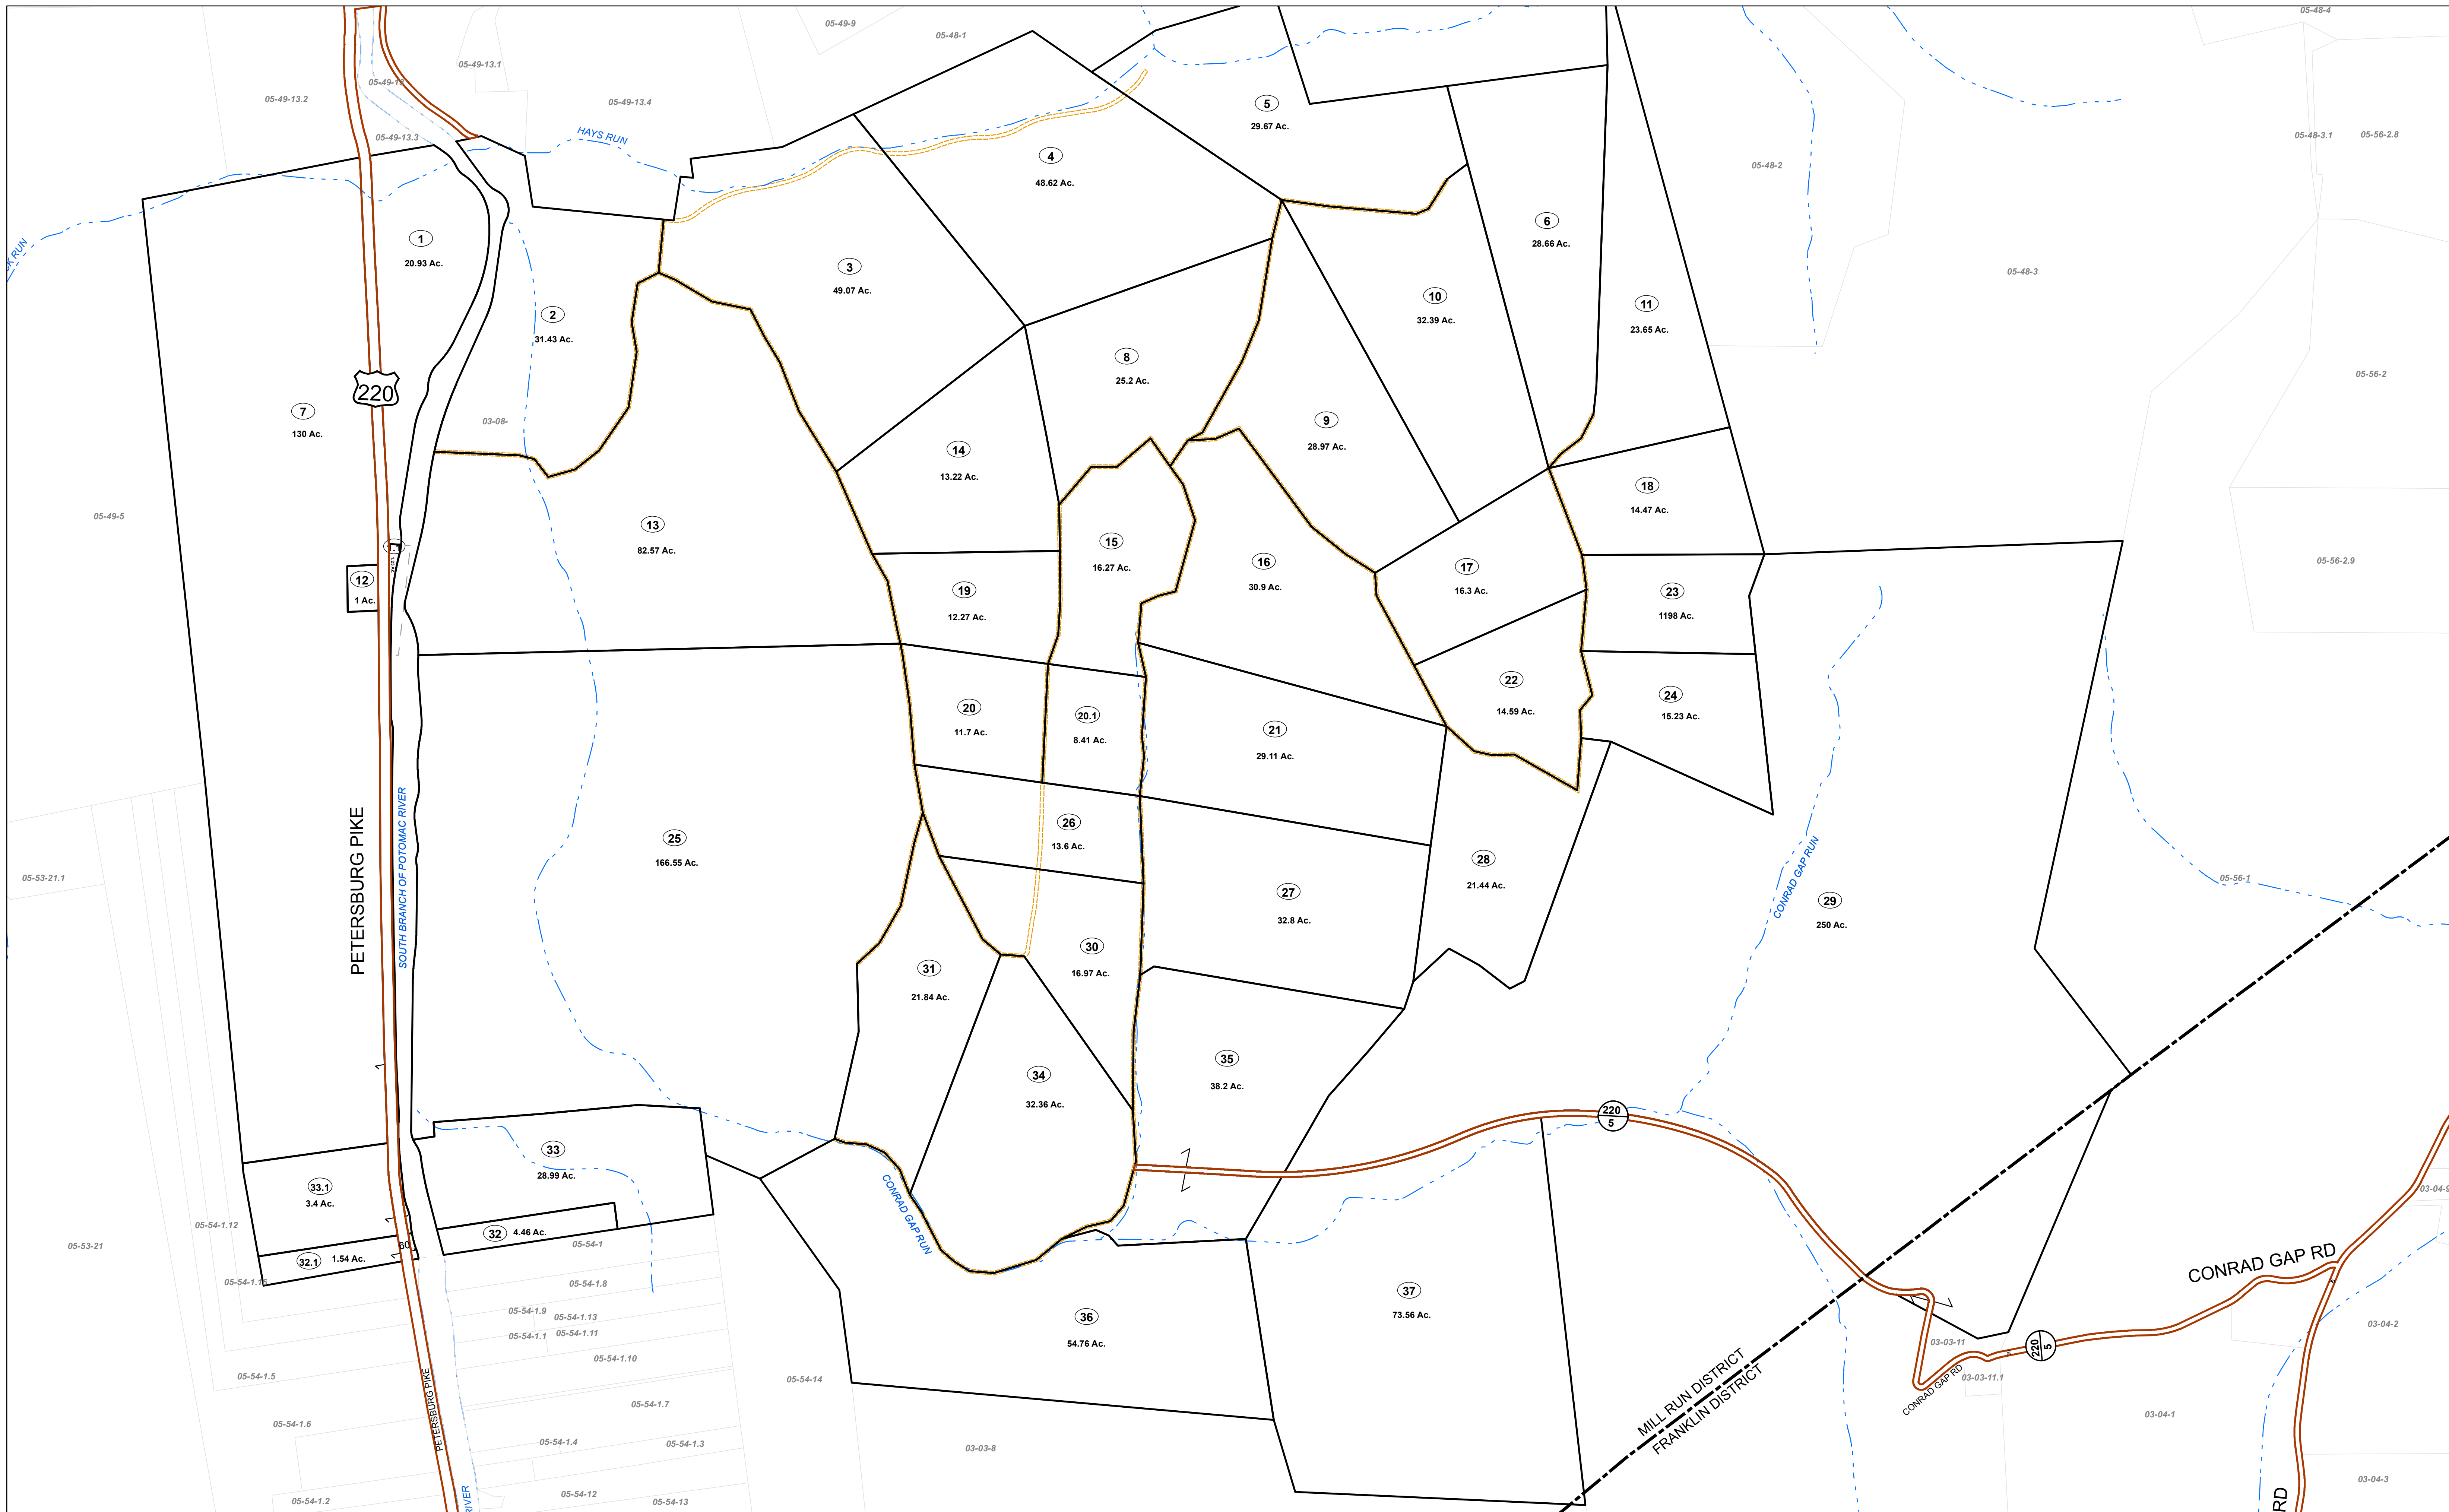 05-48-4
05-49-9
05-48-1
05-49-13.1
05-49-13.2
05-49-13.4
05-49-13.3
HAYS RUN
05-48-3.1
05-56-2.8
05-48-2
5
29.67 Ac.
4
48.62 Ac.
6
28.66 Ac.
1
20.93 Ac.
RUN
3
49.07 Ac.
05-48-3
2
31.43 Ac.
10
32.39 Ac.
11
23.65 Ac.
8
25.2 Ac.
05-56-2
220
7
130 Ac.
03-08-
9
28.97 Ac.
14
13.22 Ac.
18
14.47 Ac.
05-49-5
13
82.57 Ac.
15
16.27 Ac.
16
30.9 Ac.
17
16.3 Ac.
05-56-2.9
12
1 Ac.
19
12.27 Ac.
23
1198 Ac.
22
14.59 Ac.
24
15.23 Ac.
20
11.7 Ac.
20.1
8.41 Ac.
21
29.11 Ac.
PETERSBURG PIKE
SOUTH BRANCH OF POTOMAC RIVER
25
166.55 Ac.
26
13.6 Ac.
28
21.44 Ac.
CONRAD GAP RUN
05-53-21.1
05-56-1
27
32.8 Ac.
29
250 Ac.
30
16.97 Ac.
31
21.84 Ac.
34
32.36 Ac.
35
38.2 Ac.
220
5
33
28.99 Ac.
33.1
3.4 Ac.
CONRAD GAP RUN
03-04-9
05-54-1.12
32
4.46 Ac.
05-53-21
05-54-1
60
32.1
1.54 Ac.
CONRAD GAP RD
05-54-1.8
37
73.56 Ac.
05-54-1.9
05-54-1.13
36
54.76 Ac.
05-54-1.1
05-54-1.11
03-04-2
03-03-11
220
5
05-54-1.10
05-54-1.5
05-54-14
MILL RUN DISTRICT
FRANKLIN DISTRICT
CONRAD GAP RD
03-03-11.1
PETERSBURG PIKE
05-54-1.7
03-04-1
05-54-1.6
05-54-1.4
05-54-1.3
03-03-8
03-04-3
05-54-1.2
05-54-12
05-54-13
RIVER
RD